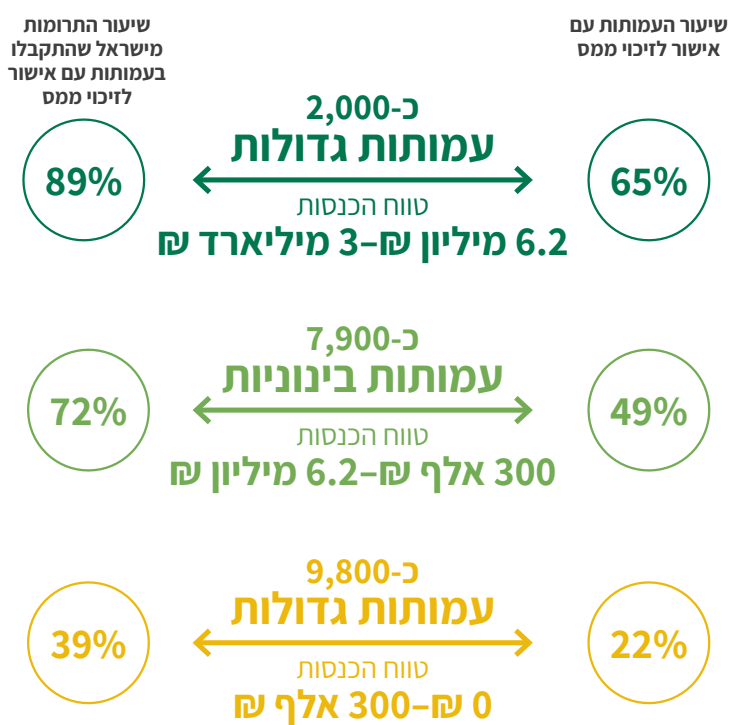 שיעור העמותות עם
אישור לזיכוי ממס
שיעור התרומות
מישראל שהתקבלו
בעמותות עם אישור
לזיכוי ממס
כ-2,000
עמותות גדולות
65%
89%
טווח הכנסות
6.2 מיליון ₪–3 מיליארד ₪
כ-7,900
עמותות בינוניות
49%
72%
טווח הכנסות
300 אלף ₪–6.2 מיליון ₪
כ-9,800
עמותות גדולות
22%
39%
טווח הכנסות
0 ₪–300 אלף ₪